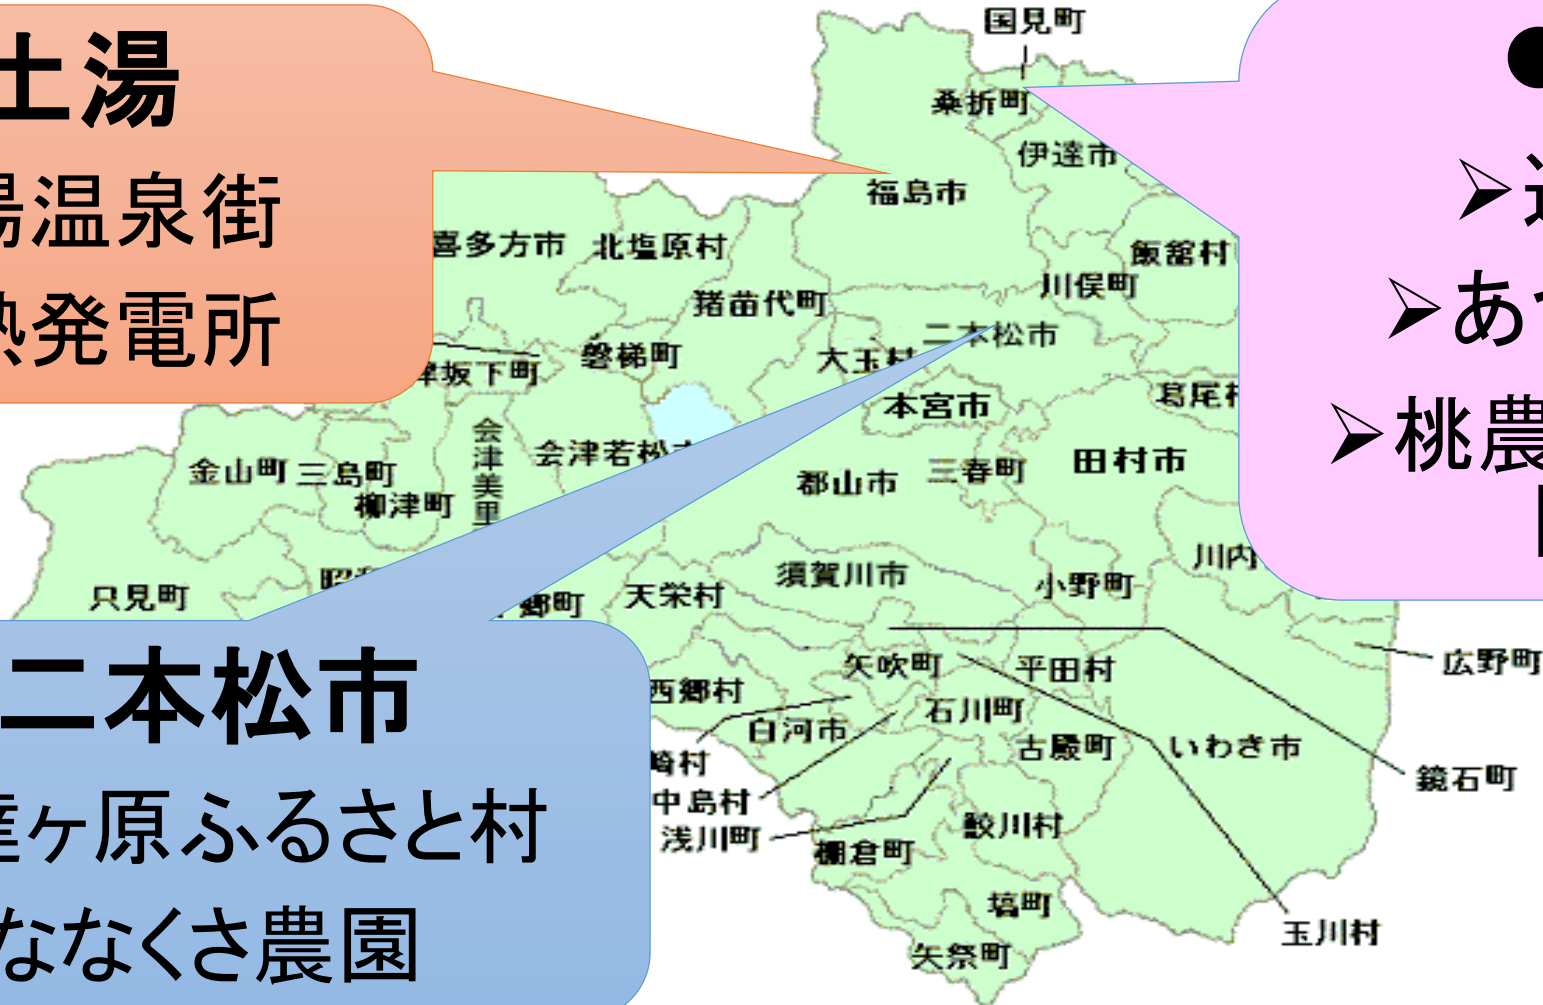 土湯
湯温泉街
熱発電所
●
➢
➢あ
➢桃農
国見町
桑折町
伊達市
福島市
飯舘村
喜多方市
北塩原村
川俣町
猪苗代町
二本松市
磐梯町
大玉村
坂下町
葛尾村
本宮市
会津美里
会津若松市
金山町
三島町
柳津町
郡山市
三春町
田村市
川内
只見町
昭和
郷町
天栄村
須賀川市
小野町
広野町
矢吹町
平田村
西郷村
白河市
石川町
古殿町
いわき市
崎村
中島村
鏡石町
浅川町
鮫川村
棚倉町
塙町
玉川村
矢祭町
二本松市
達ヶ原ふるさと村
ななくさ農園